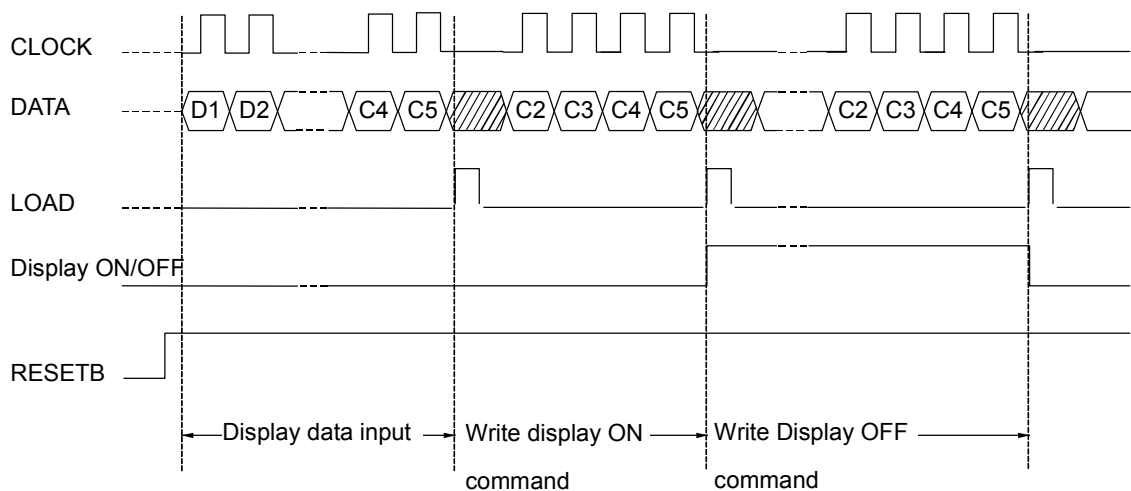 CLOCK
DATA
D1 D2 C4 C5 C2 C3 C4 C5 C2 C3 C4 C5
LOAD
Display ON/OFF
RESETB
Display data input
Write display ON
command
Write Display OFF
command